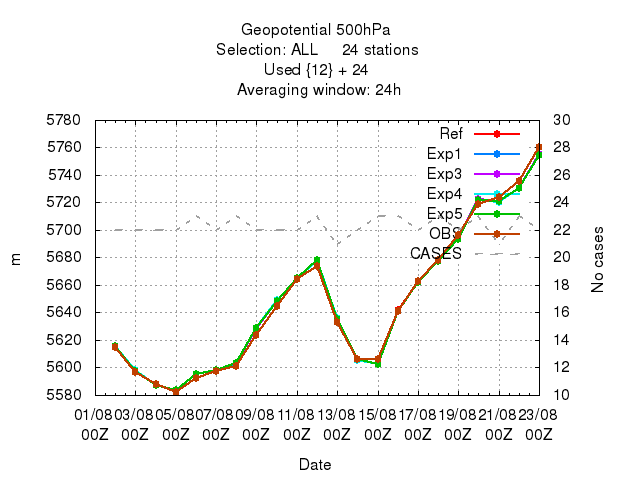 Geopotential 500hPa
Selection: ALL 24 stations
Used {12} + 24
Averaging window: 24h
5780
5760
5740
5720
5700
5680
5660
5640
5620
5600
5580
m
30
28
26
24
22
20
18
16
14
12
10
No cases
Ref
Exp1
Exp3
Exp4
Exp5
OBS
CASES
01/08 03/08 05/08 07/08 09/08 11/08 13/08 15/08 17/08 19/08 21/08 23/08
00Z 00Z 00Z 00Z 00Z 00Z 00Z 00Z 00Z 00Z 00Z 00Z
Date